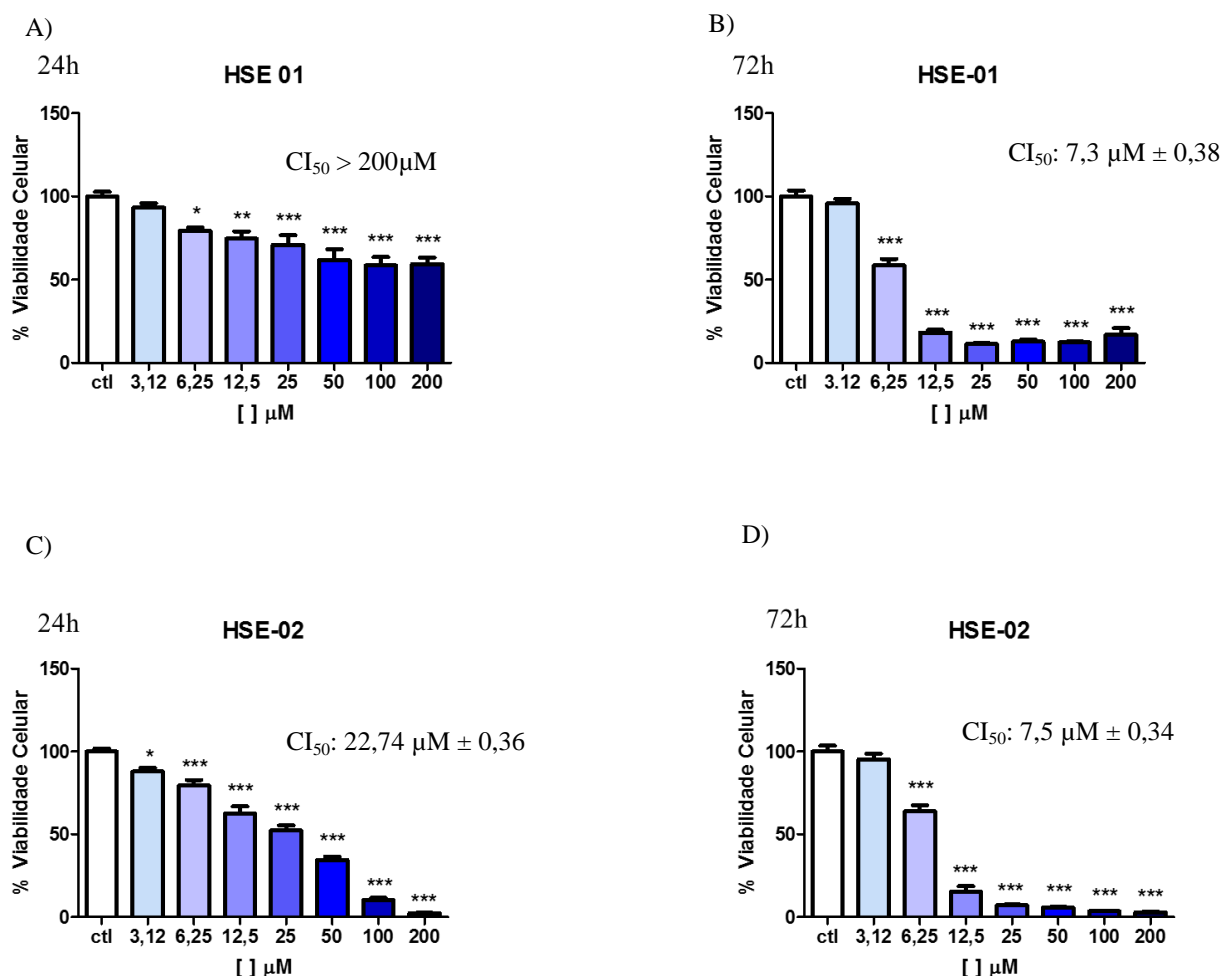 A)
24h
HSE 01
CI₅₀ > 200µM
% Viabilidade Celular
150
100
50
0
* ** *** *** *** ***
ctl 3,12 6,25 12,5 25 50 100 200
[ ] µM
B)
72h
HSE-01
CI₅₀: 7,3 µM ± 0,38
% Viabilidade Celular
150
100
50
0
*** *** *** *** *** ***
ctl 3.12 6,25 12,5 25 50 100 200
[ ] µM
C)
24h
HSE-02
CI₅₀: 22,74 µM ± 0,36
% Viabilidade Celular
150
100
50
0
* *** *** *** *** *** ***
ctl 3,12 6,25 12,5 25 50 100 200
[ ] µM
D)
72h
HSE-02
CI₅₀: 7,5 µM ± 0,34
% Viabilidade Celular
150
100
50
0
*** *** *** *** *** ***
ctl 3,12 6,25 12,5 25 50 100 200
[ ] µM